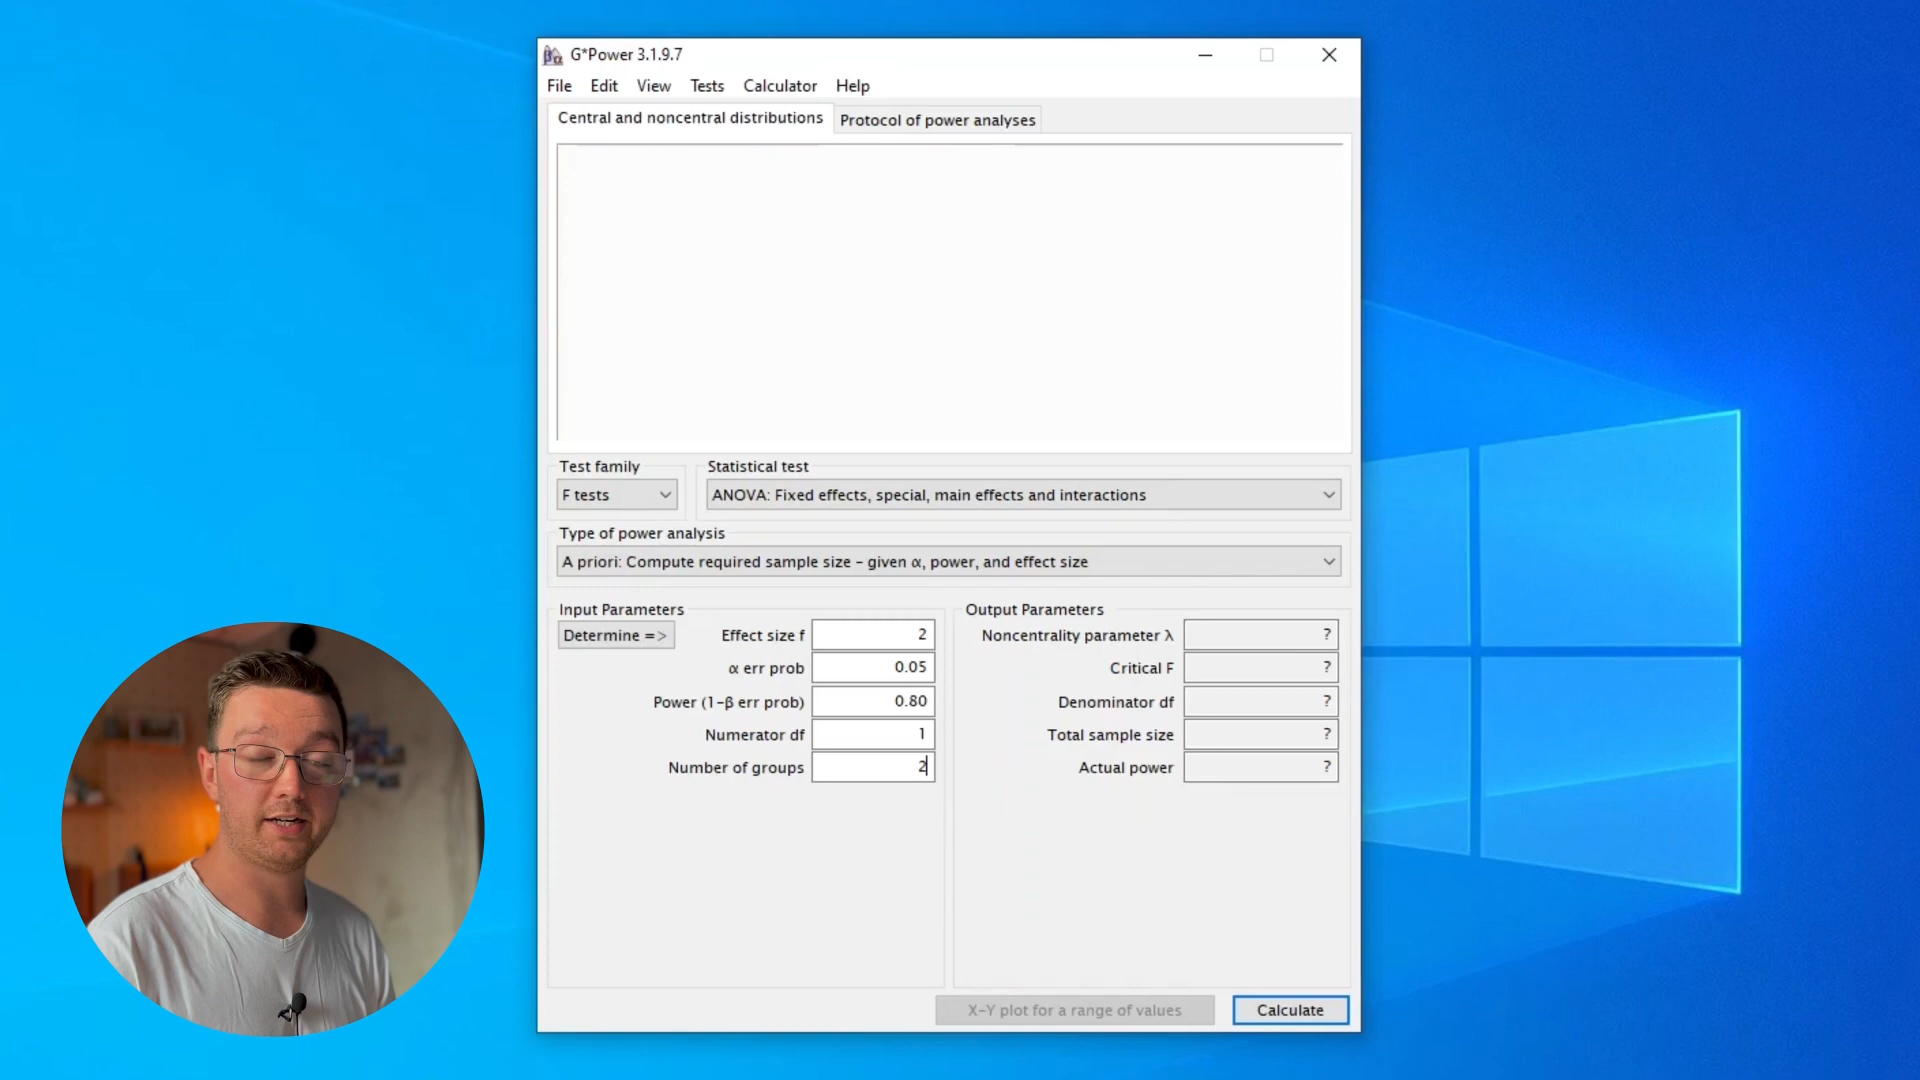 G*Power 3.1.9.7
File Edit View Tests Calculator Help
Central and noncentral distributions Protocol of power analyses
Test family Statistical test
F tests ANOVA: Fixed effects, special, main effects and interactions
Type of power analysis
A priori: Compute required sample size - given α, power, and effect size
Input Parameters Output Parameters
Determine => Effect size f 2 Noncentrality parameter λ ?
α err prob 0.05 Critical F ?
Power (1-β err prob) 0.80 Denominator df ?
Numerator df 1 Total sample size ?
Number of groups 2 Actual power ?
X-Y plot for a range of values Calculate